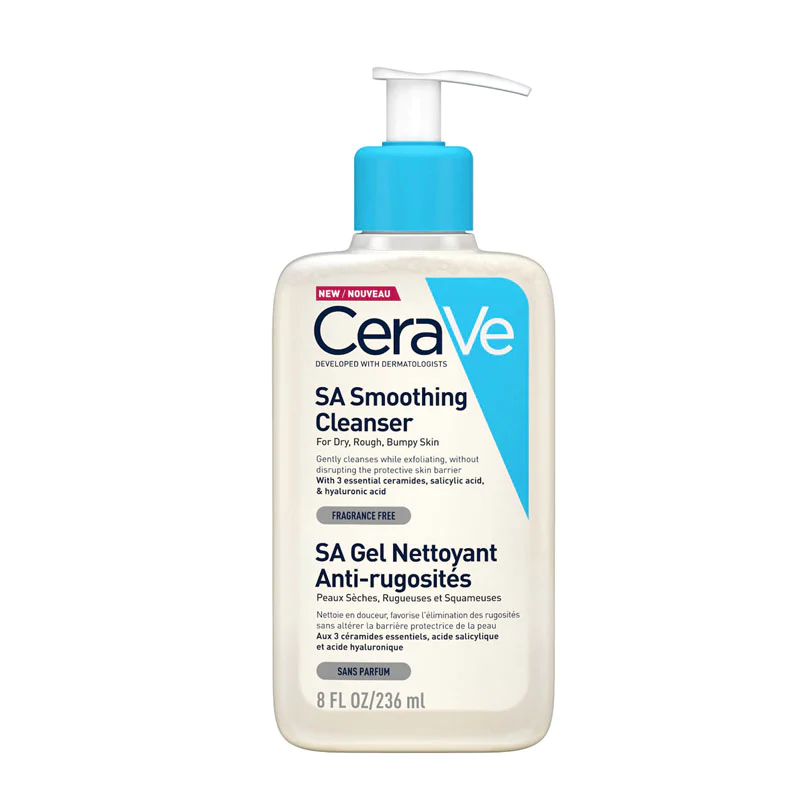 NEW / NOUVEAU
CeraVe
DEVELOPED WITH DERMATOLOGISTS
SA Smoothing
Cleanser
For Dry, Rough, Bumpy Skin
Gently cleanses while exfoliating, without
disrupting the protective skin barrier
With 3 essential ceramides, salicylic acid,
& hyaluronic acid
FRAGRANCE FREE
SA Gel Nettoyant
Anti-rugosités
Peaux Sèches, Rugueuses et Squameuses
Nettoie en douceur, favorise l'élimination des rugosités
sans altérer la barrière protectrice de la peau
Aux 3 céramides essentiels, acide salicylique
et acide hyaluronique
SANS PARFUM
8 FL OZ/236 ml